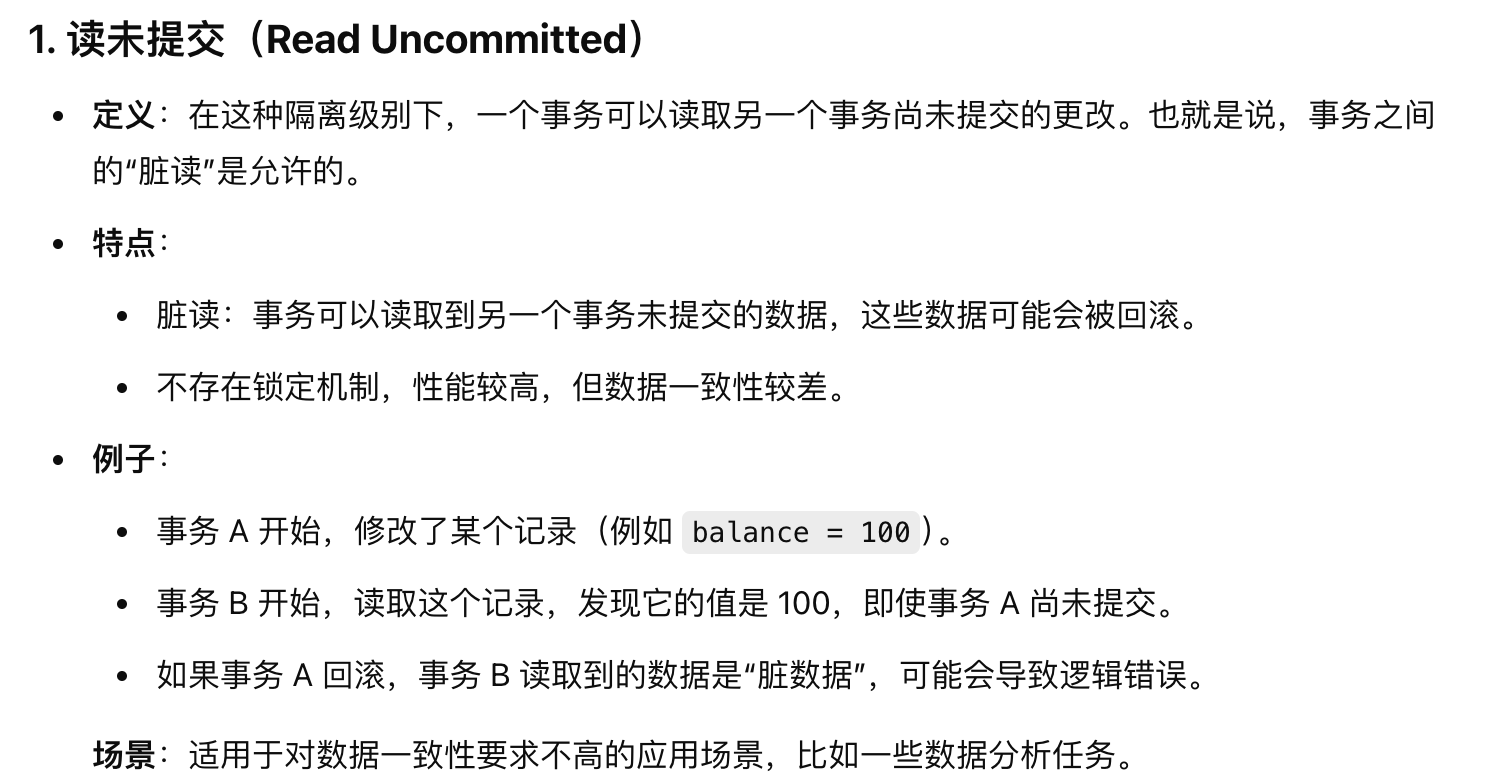 1. 读未提交（Read Uncommitted）
• 定义：在这种隔离级别下，一个事务可以读取另一个事务尚未提交的更改。也就是说，事务之间
的“脏读”是允许的。
• 特点：
• 脏读：事务可以读取到另一个事务未提交的数据，这些数据可能会被回滚。
• 不存在锁定机制，性能较高，但数据一致性较差。
• 例子：
• 事务 A 开始，修改了某个记录（例如 balance = 100）。
• 事务 B 开始，读取这个记录，发现它的值是 100，即使事务 A 尚未提交。
• 如果事务 A 回滚，事务 B 读取到的数据是“脏数据”，可能会导致逻辑错误。
场景：适用于对数据一致性要求不高的应用场景，比如一些数据分析任务。